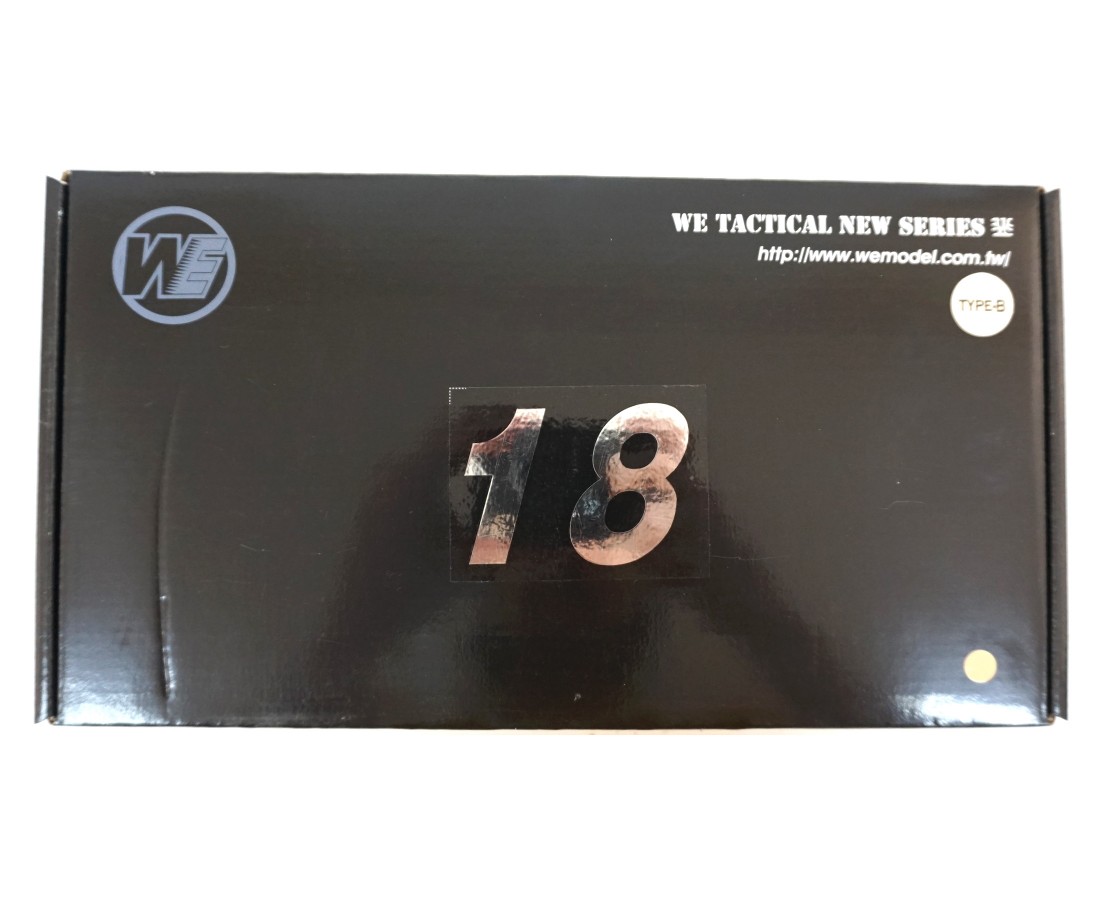 WE
WE TACTICAL NEW SERIES
http://www.wemodel.com.tw/
TYPE-B
18